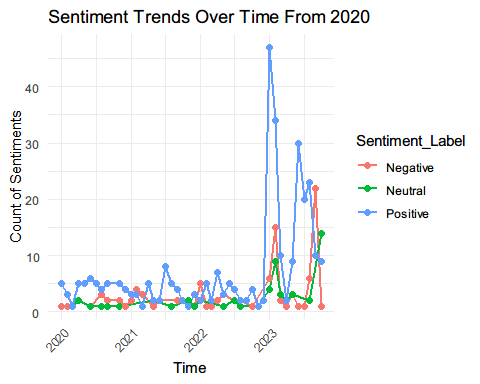 Sentiment Trends Over Time From 2020
Count of Sentiments
40
30
20
10
0
2020
2021
2022
2023
Time
Sentiment_Label
Negative
Neutral
Positive